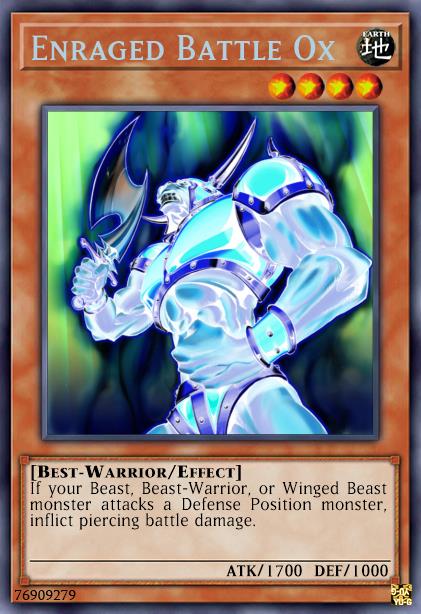 Enraged Battle Ox
EARTH
地
[Best-Warrior/Effect]
If your Beast, Beast-Warrior, or Winged Beast
monster attacks a Defense Position monster,
inflict piercing battle damage.
ATK/1700 DEF/1000
76909279